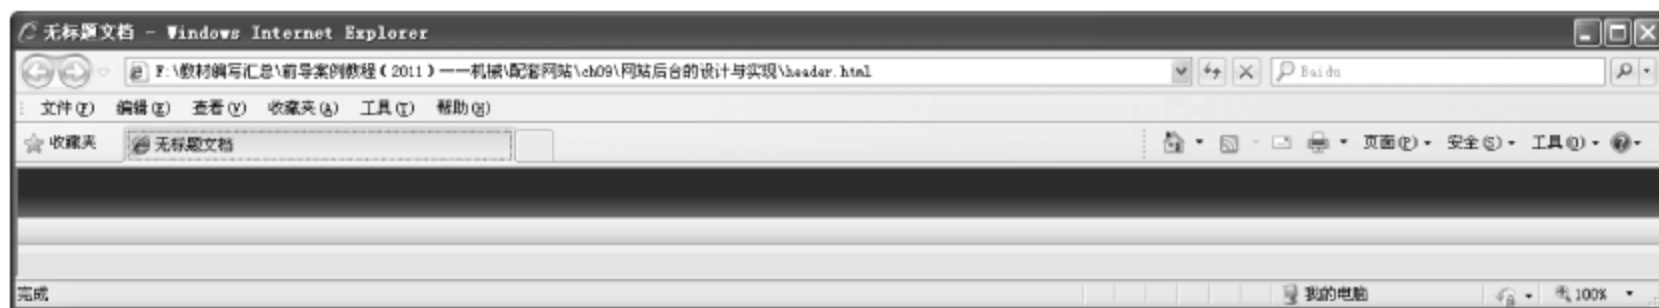 无标题文档 - Windows Internet Explorer
F:\教材编写汇总\前导案例教程(2011)——机械\配套网站\ch09\网站后台的设计与实现\header.html
Baidu
文件(F) 编辑(E) 查看(V) 收藏夹(A) 工具(T) 帮助(H)
收藏夹 无标题文档 页面(P) 安全(S) 工具(O)
完成 我的电脑 100%